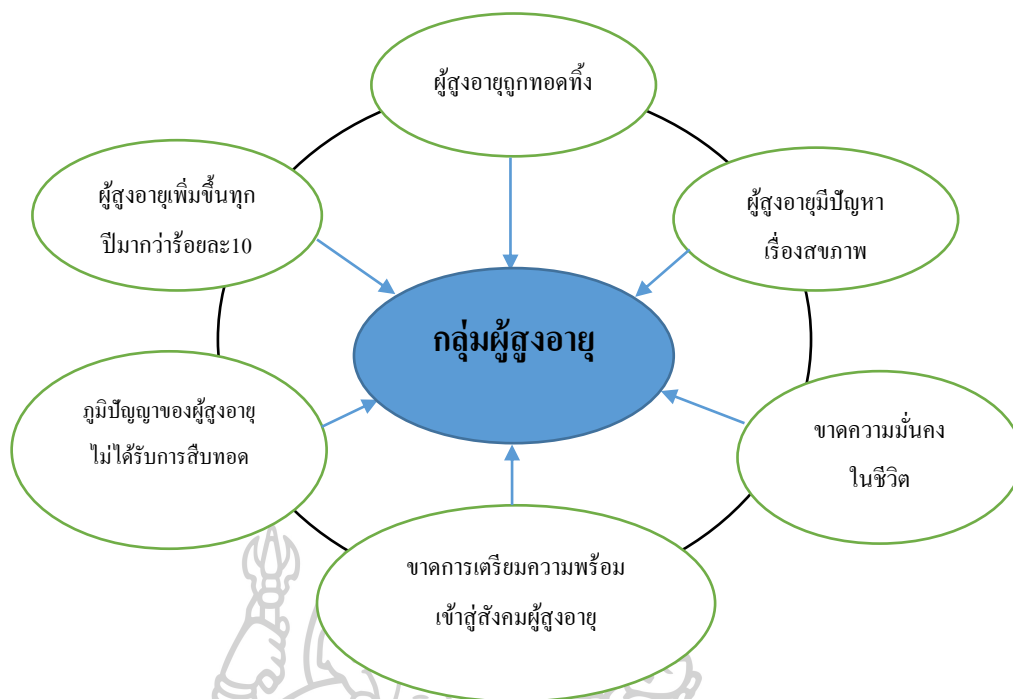 ผู้สูงอายุถูกทอดทิ้ง
ผู้สูงอายุเพิ่มขึ้นทุก
ปีมากว่าร้อยละ10
ผู้สูงอายุมีปัญหา
เรื่องสขภาพ
กลุ่มผู้สูงอายุ
ภูมิปัญญาของผู้สูงอายุ
ไม่ได้รับการสืบทอด
ขาดความมั่นคง
ในชีวิต
ขาดการเตรียมความพร้อม
เข้าสู่สังคมผู้สูงอายุ